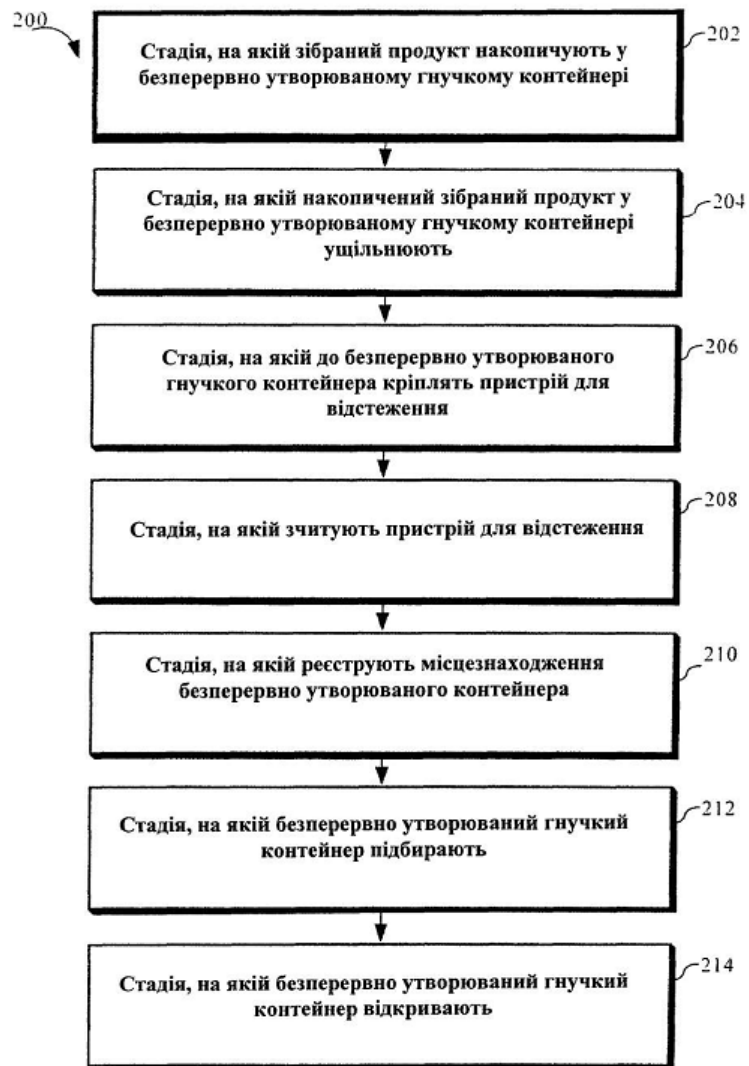 200
Стадія, на якій зібраний продукт накопичують у
безперервно утворюваному гнучкому контейнері
202
Стадія, на якій накопичений зібраний продукт у
безперервно утворюваному гнучкому контейнері
ущільнюють
204
Стадія, на якій до безперервно утворюваного
гнучкого контейнера кріплять пристрій для
відстеження
206
Стадія, на якій зчитують пристрій для відстеження
208
Стадія, на якій реєструють місцезнаходження
безперервно утворюваного контейнера
210
Стадія, на якій безперервно утворюваний гнучкий
контейнер підбирають
212
Стадія, на якій безперервно утворюваний гнучкий
контейнер відкривають
214